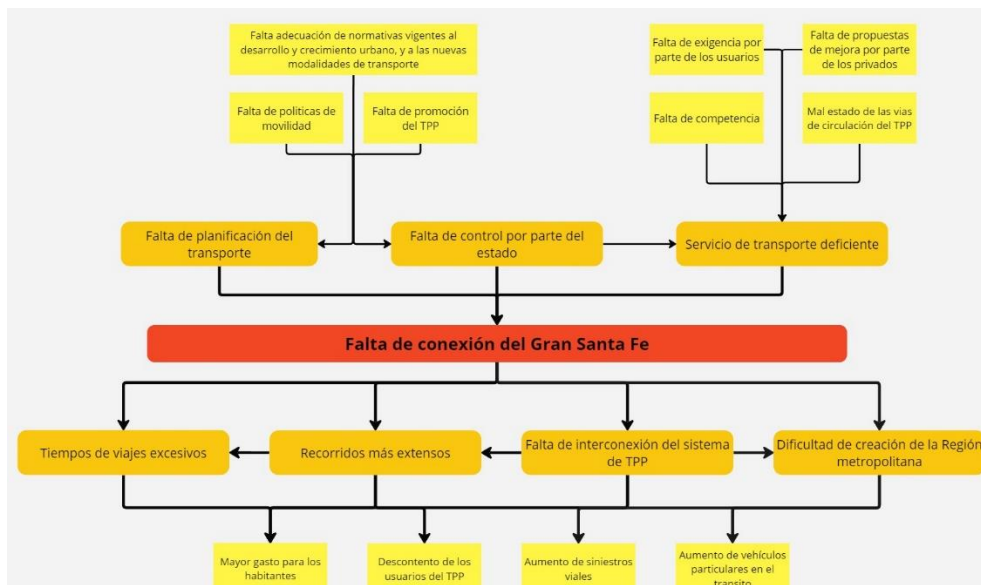 Falta adecuación de normativas vigentes al
desarrollo y crecimiento urbano, y a las nuevas
modalidades de transporte
Falta de exigencia por
parte de los usuarios
Falta de propuestas
de mejora por parte
de los privados
Falta de politicas de
movilidad
Falta de promoción
del TPP
Falta de competencia
Mal estado de las vias
de circulación del TPP
Falta de planificación del
transporte
Falta de control por parte del
estado
Servicio de transporte deficiente
Falta de conexión del Gran Santa Fe
Tiempos de viajes excesivos
Recorridos más extensos
Falta de interconexión del sistema
de TPP
Dificultad de creación de la Región
metropolitana
Mayor gasto para los
habitantes
Descontento de los
usuarios del TPP
Aumento de siniestros
viales
Aumento de vehículos
particulares en el
transito